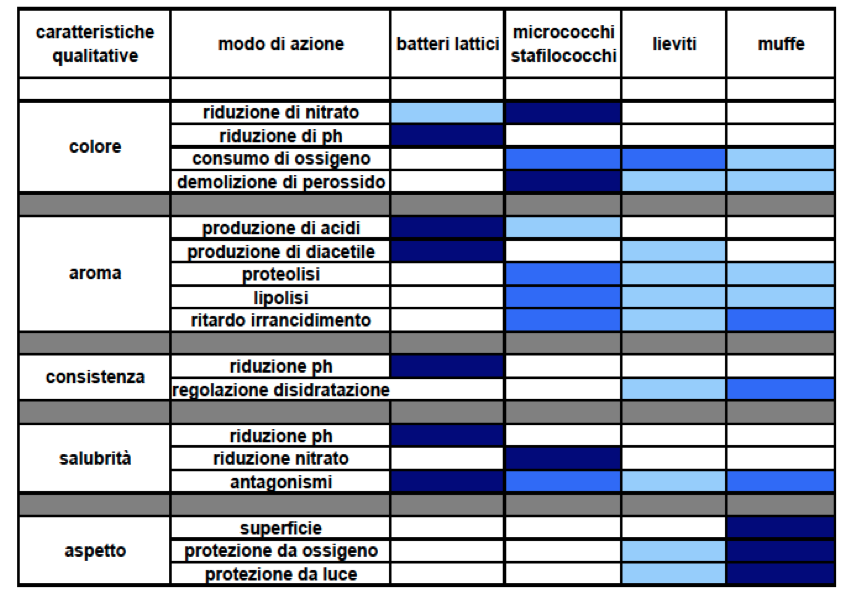 caratteristiche qualitative modo di azione batteri lattici micrococchi stafilococchi lieviti muffe
colore
riduzione di nitrato
riduzione di ph
consumo di ossigeno
demolizione di perossido
aroma
produzione di acidi
produzione di diacetile
proteolisi
lipolisi
ritardo irrancidimento
consistenza
riduzione ph
regolazione disidratazione
salubrità
riduzione ph
riduzione nitrato
antagonismi
aspetto
superficie
protezione da ossigeno
protezione da luce